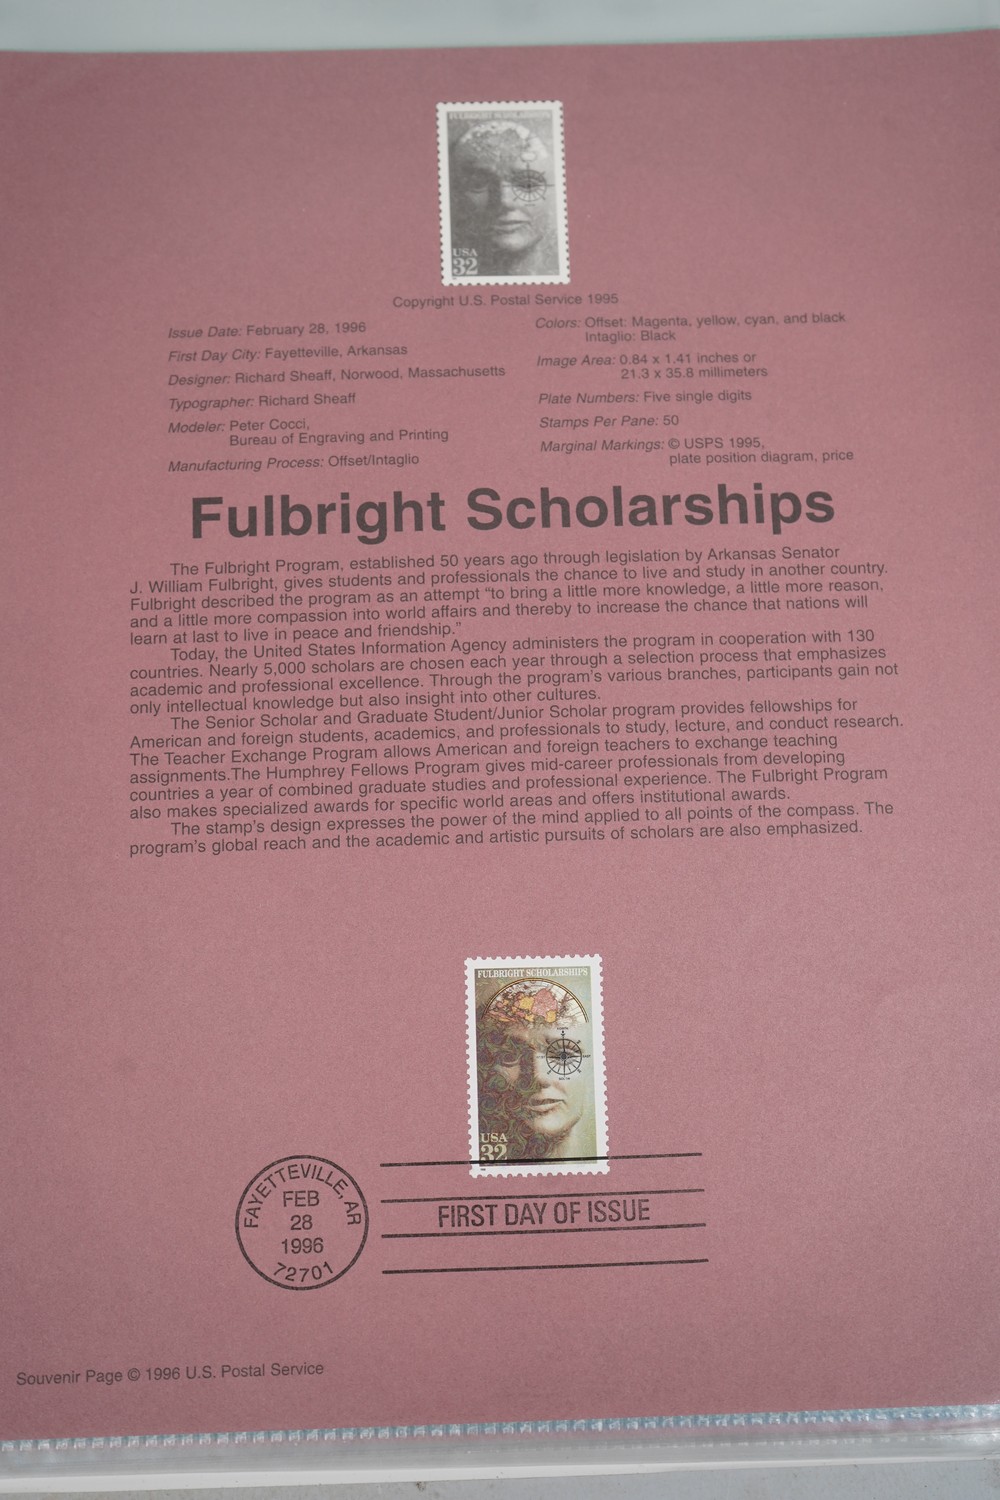 FULBRIGHT SCHOLARSHIPS
USA
32
Copyright U.S. Postal Service 1995
Issue Date: February 28, 1996
First Day City: Fayetteville, Arkansas
Designer: Richard Sheaff, Norwood, Massachusetts
Typographer: Richard Sheaff
Modeler: Peter Cocci,
Bureau of Engraving and Printing
Manufacturing Process: Offset/Intaglio
Colors: Offset: Magenta, yellow, cyan, and black
Intaglio: Black
Image Area: 0.84 x 1.41 inches or
21.3 x 35.8 millimeters
Plate Numbers: Five single digits
Stamps Per Pane: 50
Marginal Markings: © USPS 1995,
plate position diagram, price
Fulbright Scholarships
The Fulbright Program, established 50 years ago through legislation by Arkansas Senator
J. William Fulbright, gives students and professionals the chance to live and study in another country.
Fulbright described the program as an attempt “to bring a little more knowledge, a little more reason,
and a little more compassion into world affairs and thereby to increase the chance that nations will
learn at last to live in peace and friendship.”
Today, the United States Information Agency administers the program in cooperation with 130
countries. Nearly 5,000 scholars are chosen each year through a selection process that emphasizes
academic and professional excellence. Through the program’s various branches, participants gain not
only intellectual knowledge but also insight into other cultures.
The Senior Scholar and Graduate Student/Junior Scholar program provides fellowships for
American and foreign students, academics, and professionals to study, lecture, and conduct research.
The Teacher Exchange Program allows American and foreign teachers to exchange teaching
assignments.The Humphrey Fellows Program gives mid-career professionals from developing
countries a year of combined graduate studies and professional experience. The Fulbright Program
also makes specialized awards for specific world areas and offers institutional awards.
The stamp’s design expresses the power of the mind applied to all points of the compass. The
program’s global reach and the academic and artistic pursuits of scholars are also emphasized.
FULBRIGHT SCHOLARSHIPS
USA
32
FAYETTEVILLE, AR
FEB
28
1996
72701
FIRST DAY OF ISSUE
Souvenir Page © 1996 U.S. Postal Service